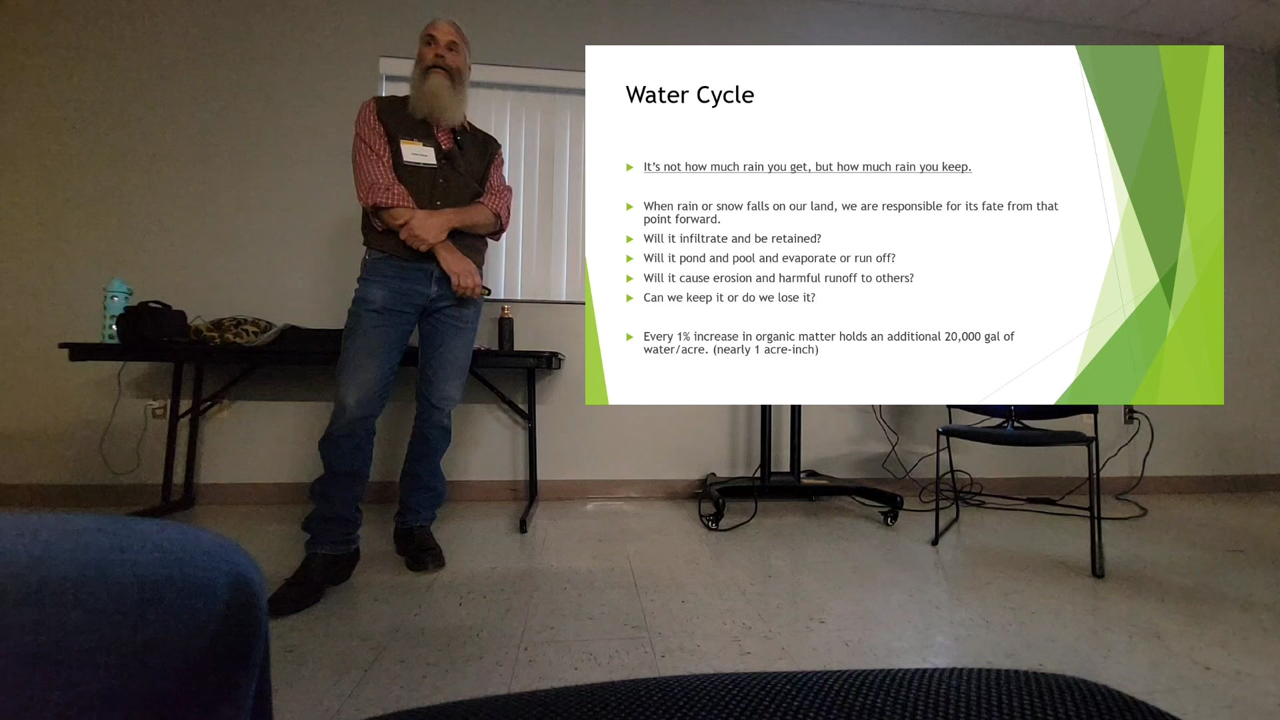 Water Cycle
It's not how much rain you get, but how much rain you keep.
When rain or snow falls on our land, we are responsible for its fate from that
point forward.
Will it infiltrate and be retained?
Will it pond and pool and evaporate or run off?
Will it cause erosion and harmful runoff to others?
Can we keep it or do we lose it?
Every 1% increase in organic matter holds an additional 20,000 gal of
water/acre. (nearly 1 acre-inch)